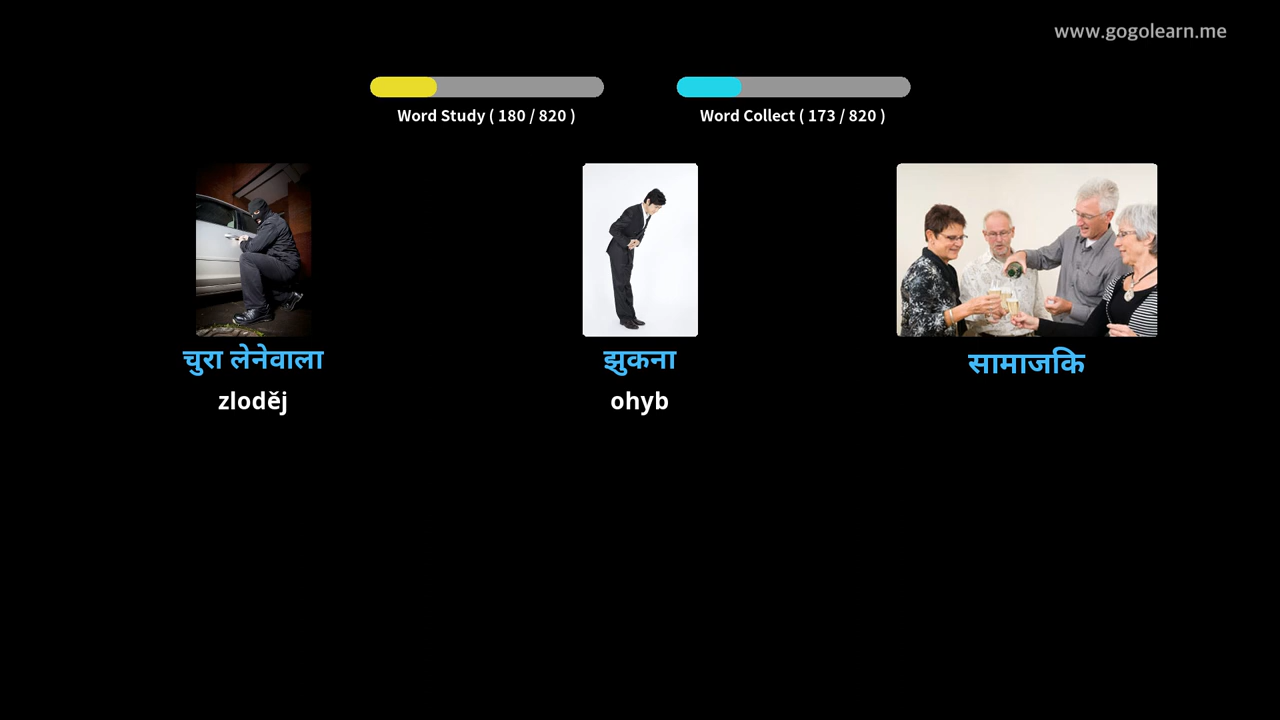 www.gogolearn.me
Word Study ( 180 / 820 )
Word Collect ( 173 / 820 )
चुरा लेनेवाला
झुकना
सामाजकि
zloděj
ohyb